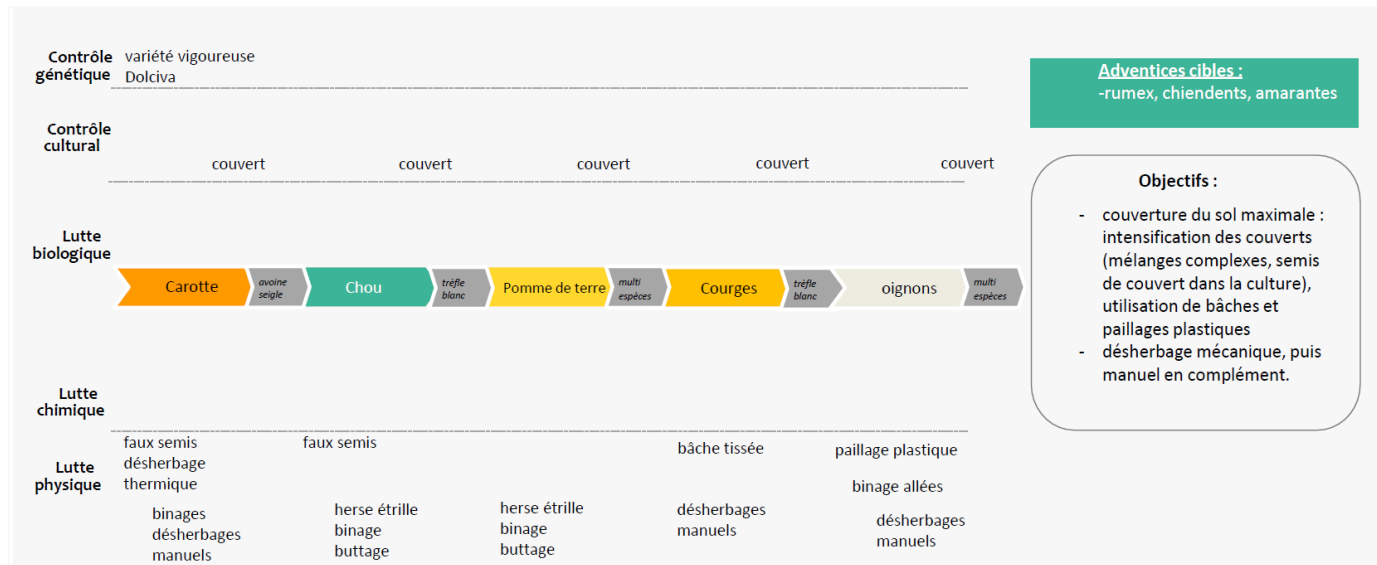 Contrôle génétique
variété vigoureuse
Dolciva
Contrôle cultural
couvert
couvert
couvert
couvert
couvert
Lutte biologique
Carotte
avoine
seigle
Chou
trèfle
blanc
Pomme de terre
multi
espèces
Courges
trèfle
blanc
oignons
multi
espèces
Lutte chimique
Lutte physique
faux semis
désherbage
thermique
binages
désherbages
manuels
faux semis
herse étrille
binage
buttage
herse étrille
binage
buttage
bâche tissée
désherbages
manuels
paillage plastique
binage allées
désherbages
manuels
Adventices cibles :
-rumex, chiendents, amarantes
Objectifs :
- couverture du sol maximale :
intensification des couverts
(mélanges complexes, semis
de couvert dans la culture),
utilisation de bâches et
paillages plastiques
- désherbage mécanique, puis
manuel en complément.